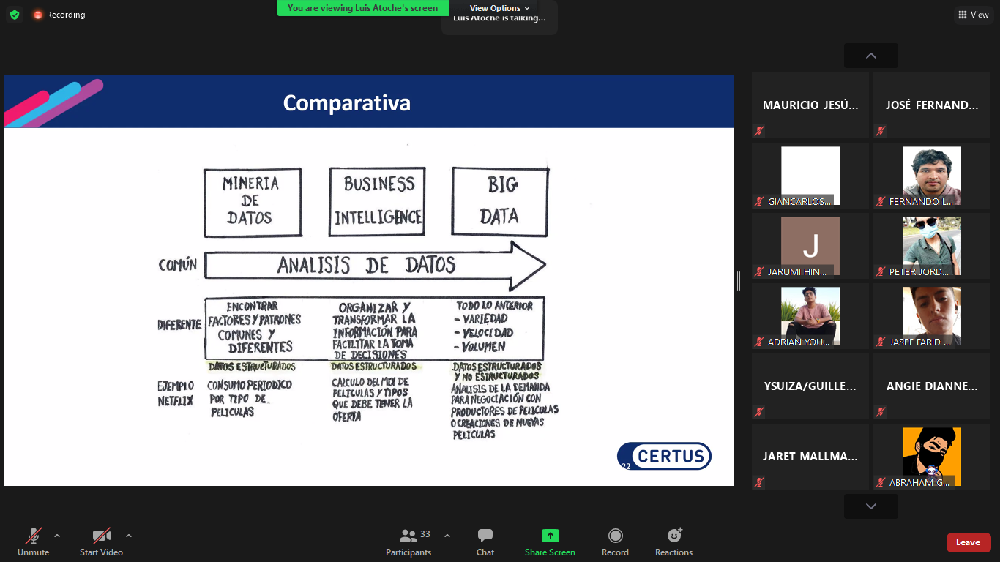 Recording
You are viewing Luis Atoche's screen
View Options
Luis Atoche is talking...
View
Comparativa
MINERIA
DE
DATOS
BUSINESS
INTELLIGENCE
BIG
DATA
COMÚN
ANALISIS DE DATOS
DIFERENTE
ENCONTRAR
FACTORES Y PATRONES
COMUNES Y
DIFERENTES
ORGANIZAR Y
TRANSFORMAR LA
INFORMACIÓN PARA
FACILITAR LA TOMA
DE DECISIONES
TODO LO ANTERIOR
- VARIEDAD
- VELOCIDAD
- VOLUMEN
DATOS ESTRUCTURADOS
DATOS ESTRUCTURADOS
DATOS ESTRUCTURADOS
Y NO ESTRUCTURADOS
EJEMPLO
NETFLIX
CONSUMO PERIODICO
POR TIPO DE
PELICULAS
CALCULO DEL MIX DE
PELICULAS Y TIPOS
QUE DEBE TENER LA
OFERTA
ANALISIS DE LA DEMANDA
PARA NEGOCIACIÓN CON
PRODUCTORES DE PELICULAS
O CREACIONES DE NUEVAS
PELICULAS
22
CERTUS
MAURICIO JESÚ...
JOSÉ FERNAND...
GIANCARLOS...
FERNANDO L...
J
JARUMI HIN...
PETER JORD...
ADRIAN YOU...
JASEF FARID ...
YSUIZA/GUILLE...
ANGIE DIANNE...
JARET MALLMA...
ABRAHAM G...
Unmute
Start Video
Participants
33
Chat
Share Screen
Record
Reactions
Leave